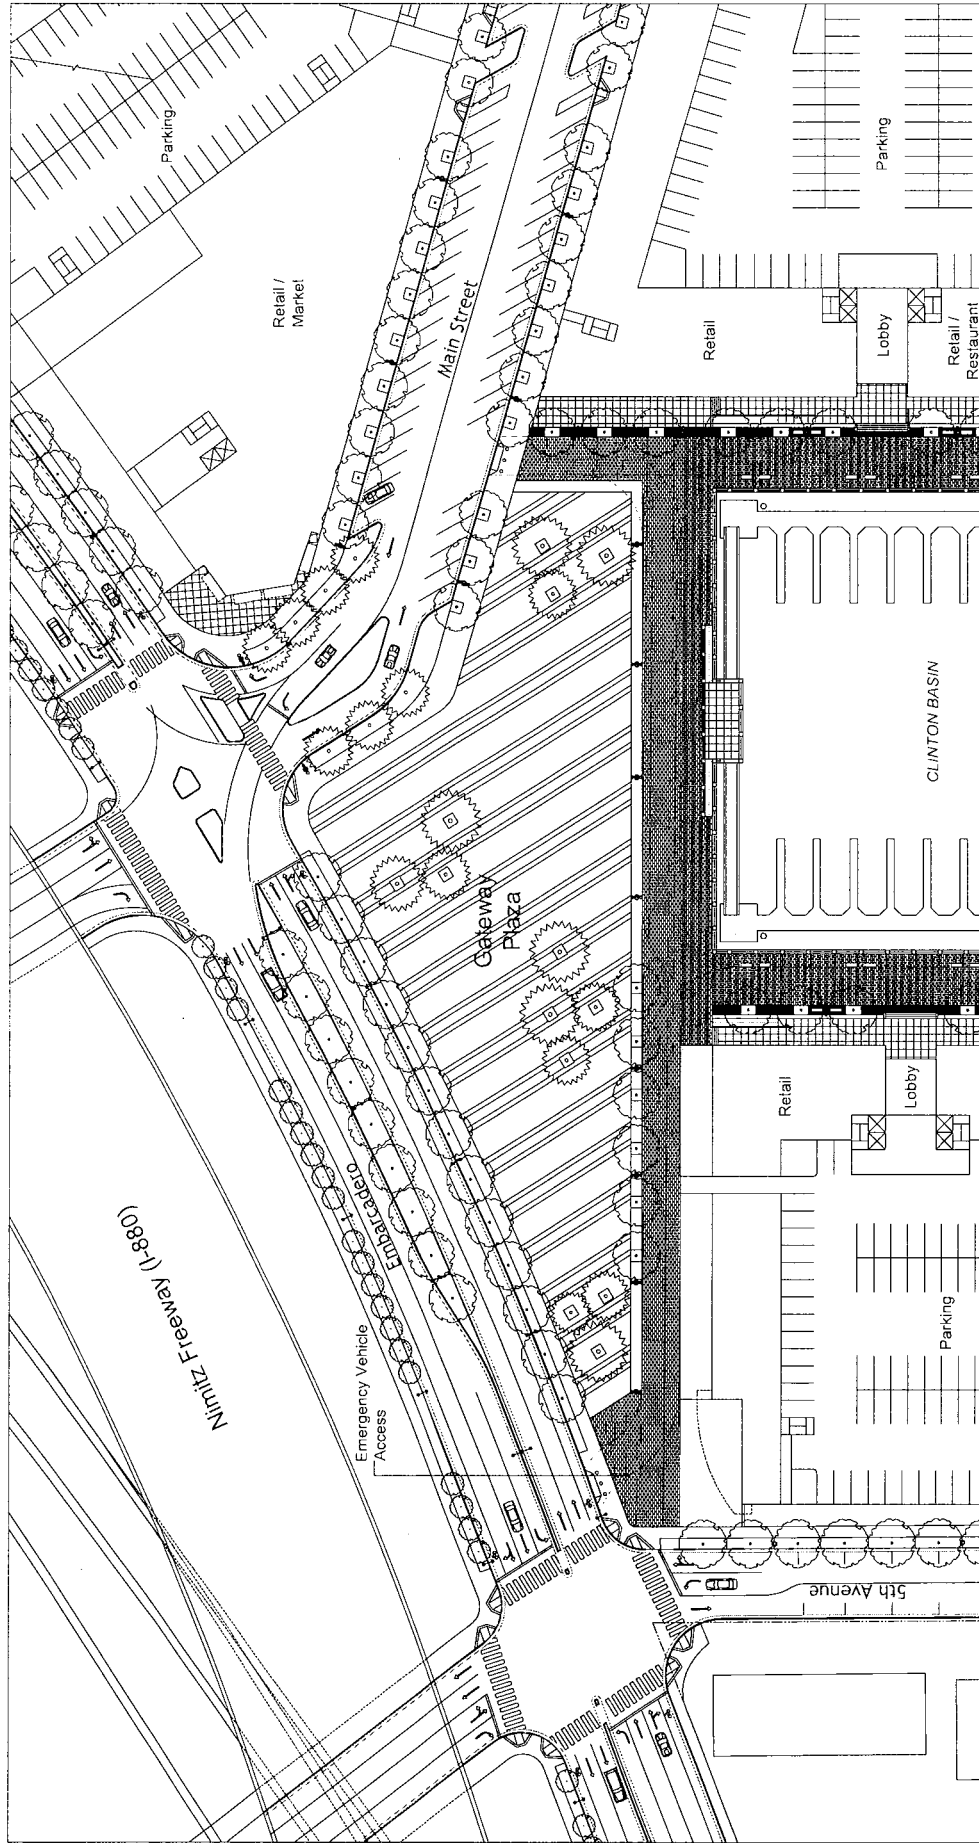 Parking
Retail /
Market
Main Street
Parking
Retail
Lobby
Retail /
Restaurant
Nimitz Freeway (I-880)
Embarcadero
Emergency Vehicle
Access
Gateway
Plaza
CLINTON BASIN
Retail
Lobby
Parking
5th Avenue